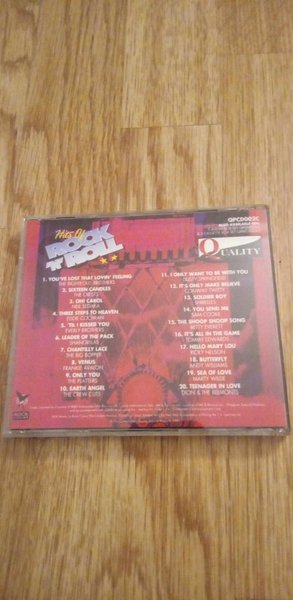 Hits Of
ROCK
'N' ROLL
QPCD002C
QUALITY
1. YOU'VE LOST THAT LOVIN' FEELING
THE RIGHTEOUS BROTHERS
2. SIXTEEN CANDLES
THE CRESTS
3. OH! CAROL
NEIL SEDAKA
4. THREE STEPS TO HEAVEN
EDDIE COCHRAN
5. 'TIL I KISSED YOU
EVERLY BROTHERS
6. LEADER OF THE PACK
SHANGRILAS
7. CHANTILLY LACE
THE BIG BOPPER
8. VENUS
FRANKIE AVALON
9. ONLY YOU
THE PLATTERS
10. EARTH ANGEL
THE CREW CUTS
11. I ONLY WANT TO BE WITH YOU
DUSTY SPRINGFIELD
12. IT'S ONLY MAKE BELIEVE
CONWAY TWITTY
13. SOLDIER BOY
SHIRELLES
14. YOU SEND ME
SAM COOKE
15. THE SHOOP SHOOP SONG
BETTY EVERETT
16. IT'S ALL IN THE GAME
TOMMY EDWARDS
17. HELLO MARY LOU
RICKY NELSON
18. BUTTERFLY
ANDY WILLIAMS
19. SEA OF LOVE
MARTY WILDE
20. TEENAGER IN LOVE
DION & THE BELMONTS